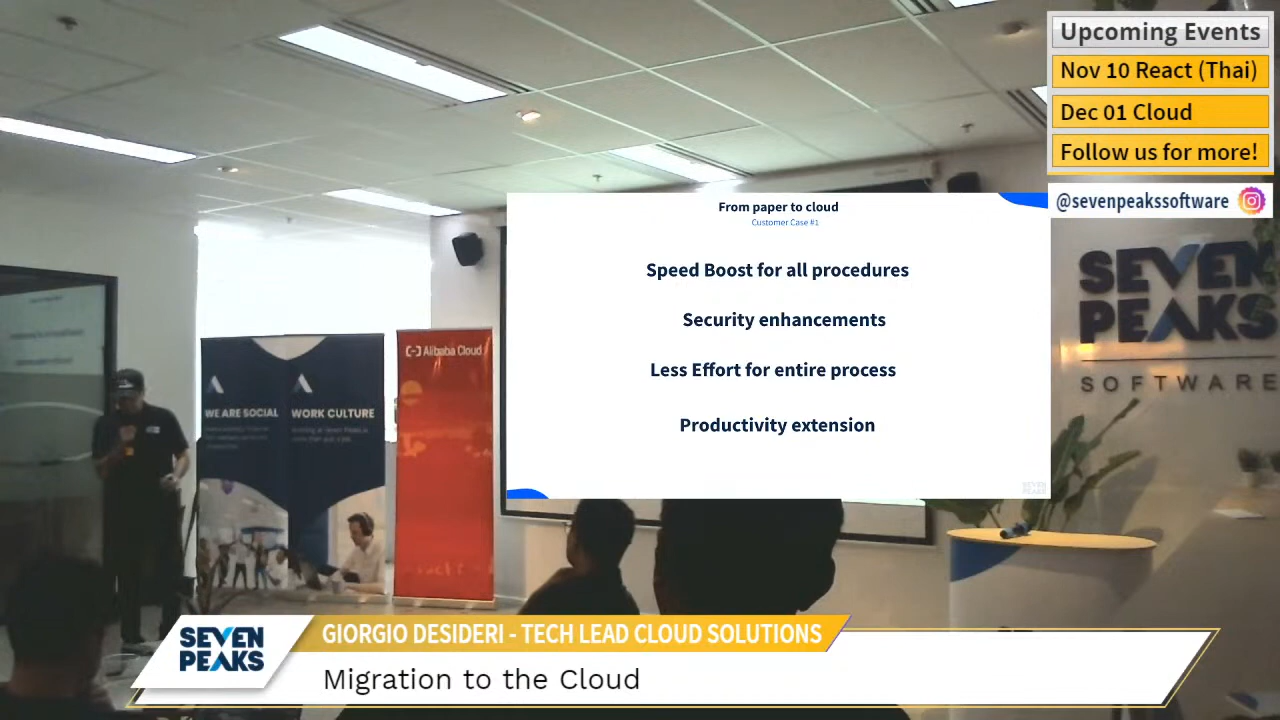 Upcoming Events
Nov 10 React (Thai)
Dec 01 Cloud
Follow us for more!
@sevenpeakssoftware
From paper to cloud
Customer Case #1
Speed Boost for all procedures
Security enhancements
Less Effort for entire process
Productivity extension
SEVEN
PEAKS
SEVEN
PEAKS
SOFTWARE
Alibaba Cloud
WE ARE SOCIAL
WORK CULTURE
SEVEN
PEAKS
GIORGIO DESIDERI - TECH LEAD CLOUD SOLUTIONS
Migration to the Cloud